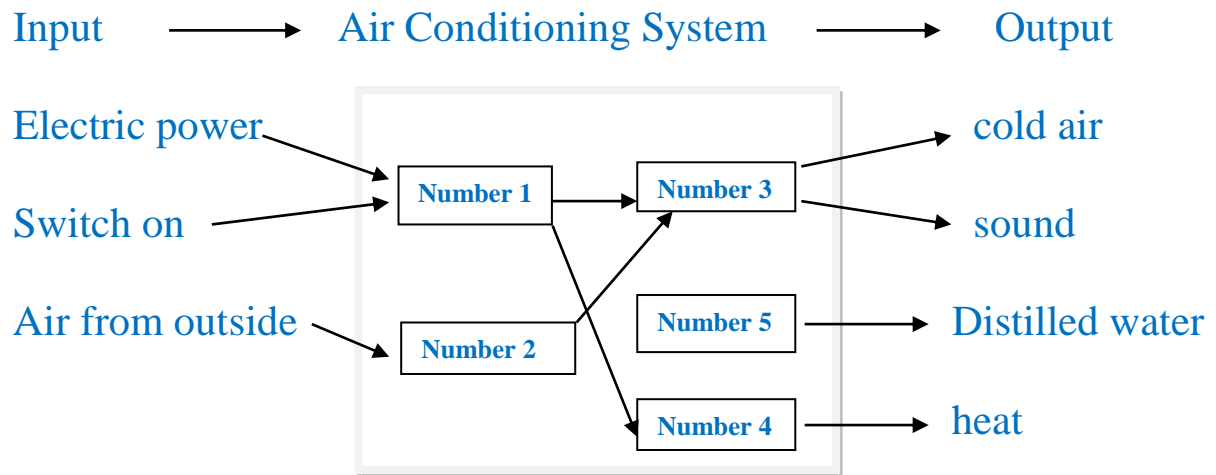 Input Air Conditioning System Output
Electric power cold air
Number 1 Number 3
Switch on sound
Air from outside Number 2 Number 5 Distilled water
Number 4 heat